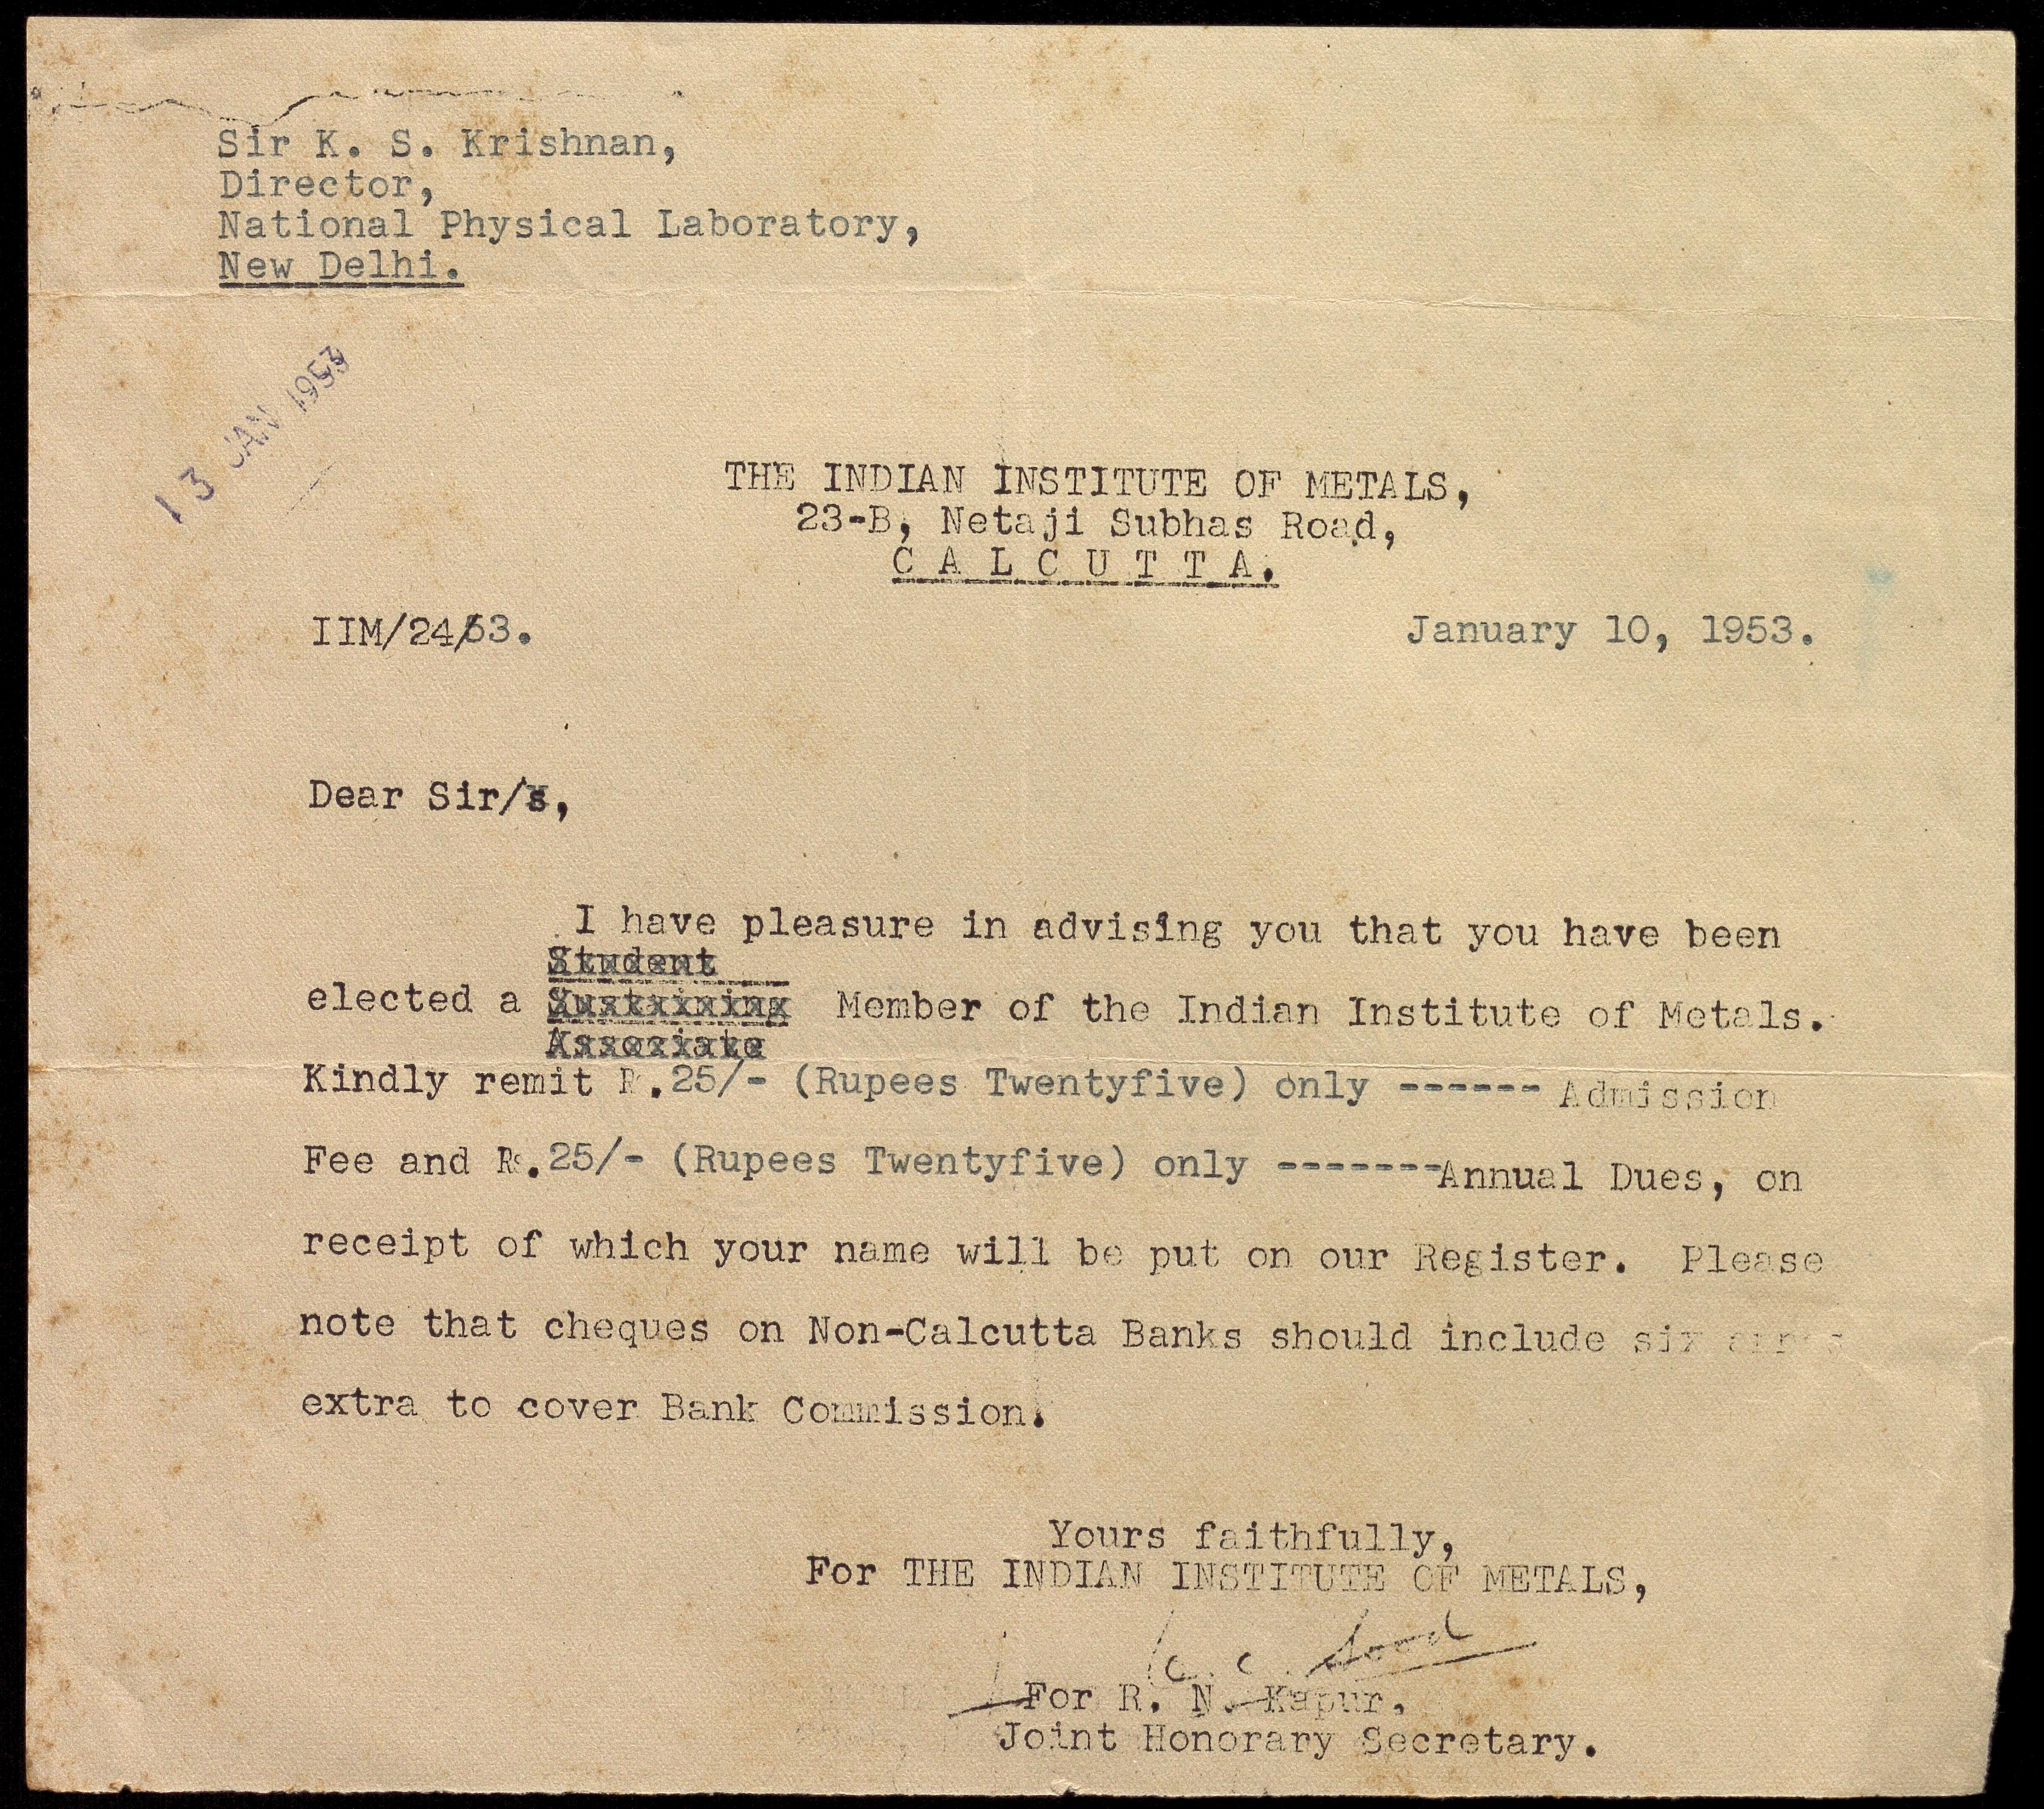 Sir K. S. Krishnan,
Director,
National Physical Laboratory,
New Delhi.
13 JAN 1953
THE INDIAN INSTITUTE OF METALS,
23-B, Netaji Subhas Road,
C A L C U T T A.
IIM/24/53.
January 10, 1953.
Dear Sir/s,
I have pleasure in advising you that you have been
Student
elected a Sustaining Member of the Indian Institute of Metals.
Associate
Kindly remit R.25/- (Rupees Twentyfive) only ------ Admission
Fee and Rs.25/- (Rupees Twentyfive) only -------Annual Dues, on
receipt of which your name will be put on our Register. Please
note that cheques on Non-Calcutta Banks should include six
extra to cover Bank Commission.
Yours faithfully,
For THE INDIAN INSTITUTE OF METALS,
For R. N. Kapur,
Joint Honorary Secretary.